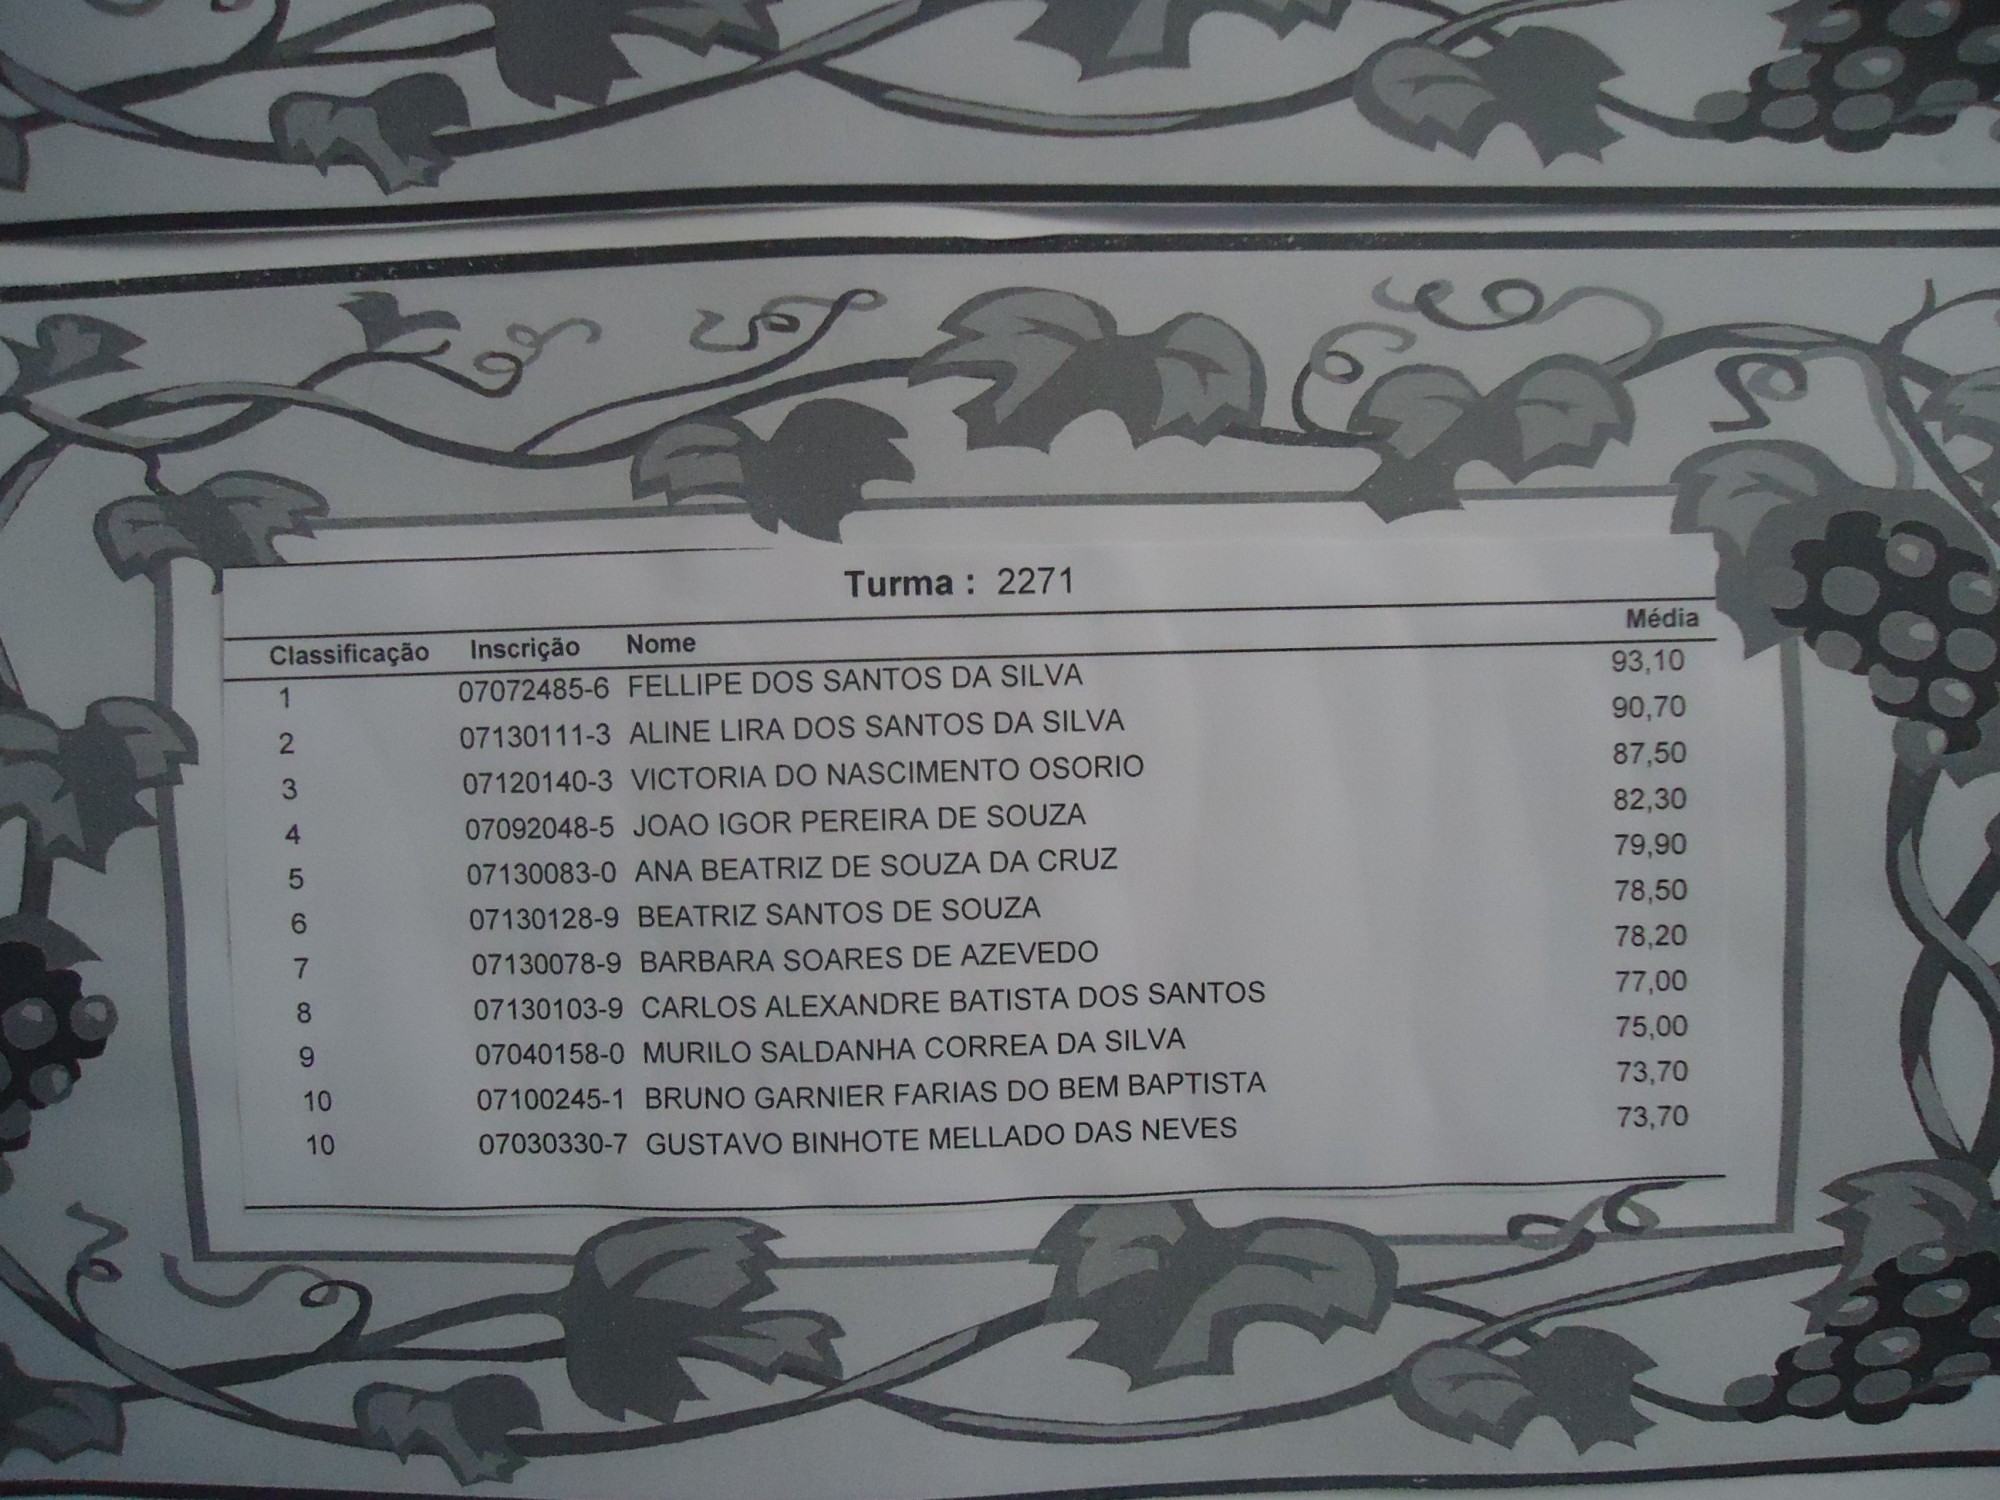 Turma : 2271
Classificação Inscrição Nome Média
1 07072485-6 FELLIPE DOS SANTOS DA SILVA 93,10
2 07130111-3 ALINE LIRA DOS SANTOS DA SILVA 90,70
3 07120140-3 VICTORIA DO NASCIMENTO OSORIO 87,50
4 07092048-5 JOAO IGOR PEREIRA DE SOUZA 82,30
5 07130083-0 ANA BEATRIZ DE SOUZA DA CRUZ 79,90
6 07130128-9 BEATRIZ SANTOS DE SOUZA 78,50
7 07130078-9 BARBARA SOARES DE AZEVEDO 78,20
8 07130103-9 CARLOS ALEXANDRE BATISTA DOS SANTOS 77,00
9 07040158-0 MURILO SALDANHA CORREA DA SILVA 75,00
10 07100245-1 BRUNO GARNIER FARIAS DO BEM BAPTISTA 73,70
10 07030330-7 GUSTAVO BINHOTE MELLADO DAS NEVES 73,70